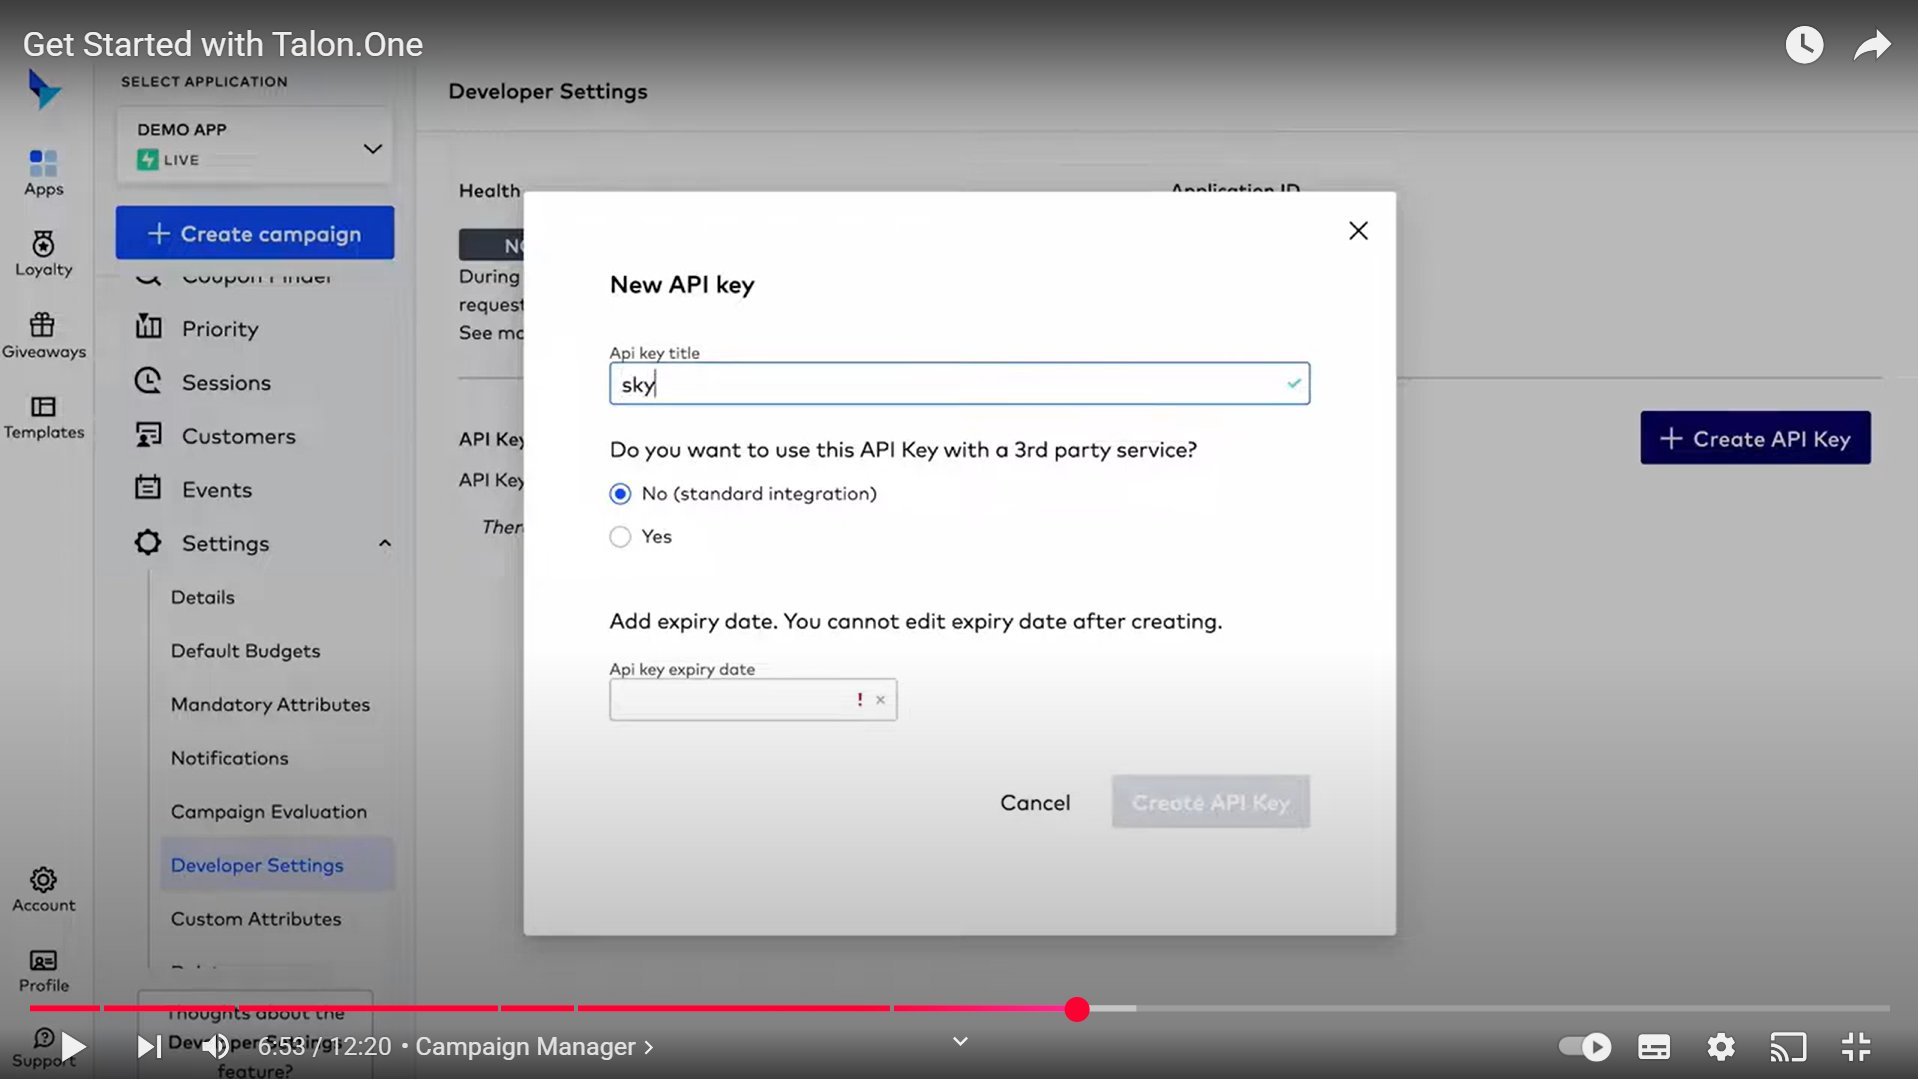 Get Started with Talon.One
SELECT APPLICATION
DEMO APP
LIVE
Apps
Loyalty
Giveaways
Templates
Account
Profile
Support
Create campaign
Coupon Finder
Priority
Sessions
Customers
Events
Settings
Details
Default Budgets
Mandatory Attributes
Notifications
Campaign Evaluation
Developer Settings
Custom Attributes
Thoughts about the
Developer Settings
feature?
Developer Settings
Health
Application ID
During
request
See mo
API Key
API Key
Ther
Create API Key
New API key
Api key title
sky
Do you want to use this API Key with a 3rd party service?
No (standard integration)
Yes
Add expiry date. You cannot edit expiry date after creating.
Api key expiry date
! ×
Cancel
Create API Key
6:53 / 12:20 • Campaign Manager >